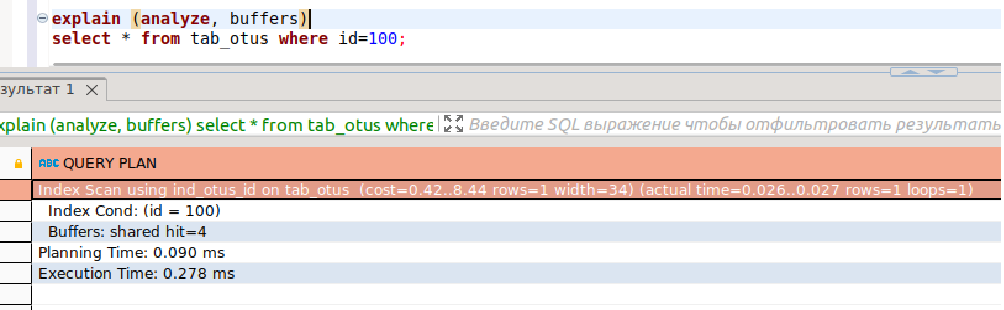 explain (analyze, buffers)
select * from tab_otus where id=100;
зультат 1
xplain (analyze, buffers) select * from tab_otus where
Введите SQL выражение чтобы отфильтровать результаты
ABC QUERY PLAN
Index Scan using ind_otus_id on tab_otus  (cost=0.42..8.44 rows=1 width=34) (actual time=0.026..0.027 rows=1 loops=1)
Index Cond: (id = 100)
Buffers: shared hit=4
Planning Time: 0.090 ms
Execution Time: 0.278 ms